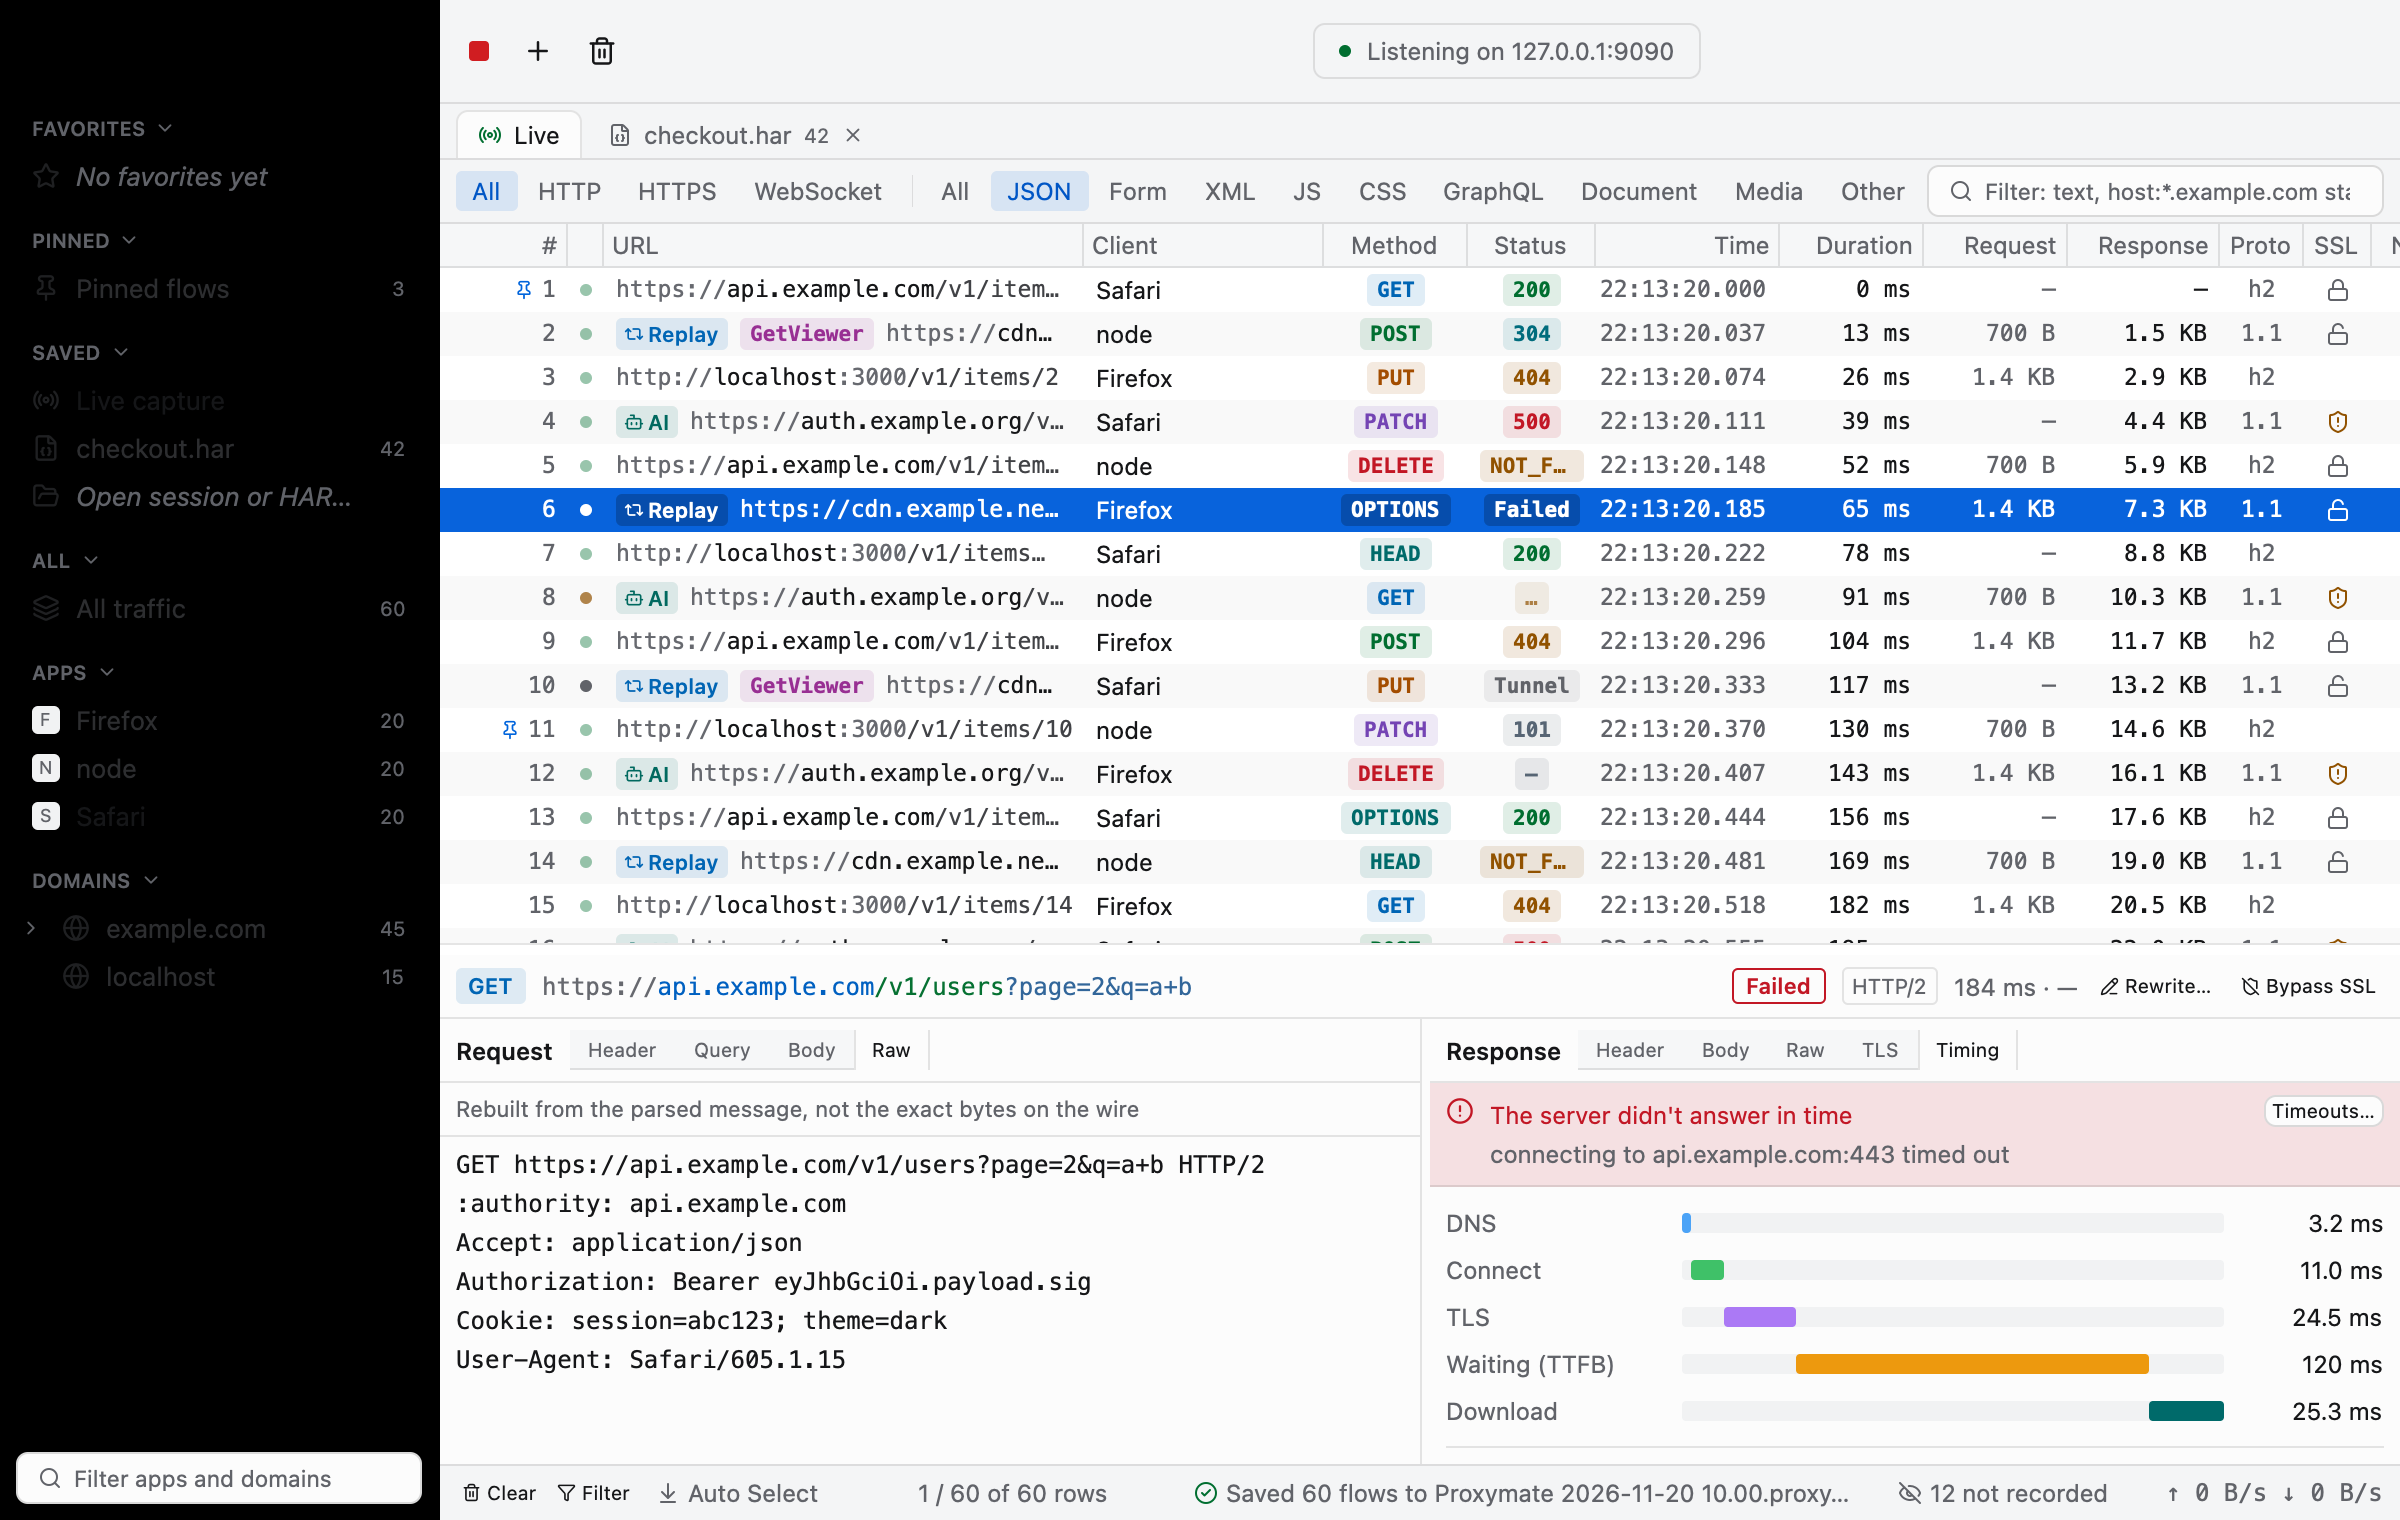 Listening on 127.0.0.1:9090
FAVORITES
No favorites yet
PINNED
Pinned flows 3
SAVED
Live capture
checkout.har 42
Open session or HAR...
ALL
All traffic 60
APPS
F Firefox 20
N node 20
S Safari 20
DOMAINS
example.com 45
localhost 15
Filter apps and domains
Live checkout.har 42
All HTTP HTTPS WebSocket All JSON Form XML JS CSS GraphQL Document Media Other Filter: text, host:*.example.com sta
# URL Client Method Status Time Duration Request Response Proto SSL
1 https://api.example.com/v1/item… Safari GET 200 22:13:20.000 0 ms — — h2
2 Replay GetViewer https://cdn… node POST 304 22:13:20.037 13 ms 700 B 1.5 KB 1.1
3 http://localhost:3000/v1/items/2 Firefox PUT 404 22:13:20.074 26 ms 1.4 KB 2.9 KB h2
4 AI https://auth.example.org/v… Safari PATCH 500 22:13:20.111 39 ms — 4.4 KB 1.1
5 https://api.example.com/v1/item… node DELETE NOT_F… 22:13:20.148 52 ms 700 B 5.9 KB h2
6 Replay https://cdn.example.ne… Firefox OPTIONS Failed 22:13:20.185 65 ms 1.4 KB 7.3 KB 1.1
7 http://localhost:3000/v1/items… Safari HEAD 200 22:13:20.222 78 ms — 8.8 KB h2
8 AI https://auth.example.org/v… node GET … 22:13:20.259 91 ms 700 B 10.3 KB 1.1
9 https://api.example.com/v1/item… Firefox POST 404 22:13:20.296 104 ms 1.4 KB 11.7 KB h2
10 Replay GetViewer https://cdn… Safari PUT Tunnel 22:13:20.333 117 ms — 13.2 KB 1.1
11 http://localhost:3000/v1/items/10 node PATCH 101 22:13:20.370 130 ms 700 B 14.6 KB h2
12 AI https://auth.example.org/v… Firefox DELETE — 22:13:20.407 143 ms 1.4 KB 16.1 KB 1.1
13 https://api.example.com/v1/item… Safari OPTIONS 200 22:13:20.444 156 ms — 17.6 KB h2
14 Replay https://cdn.example.ne… node HEAD NOT_F… 22:13:20.481 169 ms 700 B 19.0 KB 1.1
15 http://localhost:3000/v1/items/14 Firefox GET 404 22:13:20.518 182 ms 1.4 KB 20.5 KB h2
GET https://api.example.com/v1/users?page=2&q=a+b Failed HTTP/2 184 ms · — Rewrite... Bypass SSL
Request Header Query Body Raw
Rebuilt from the parsed message, not the exact bytes on the wire
GET https://api.example.com/v1/users?page=2&q=a+b HTTP/2
:authority: api.example.com
Accept: application/json
Authorization: Bearer eyJhbGciOi.payload.sig
Cookie: session=abc123; theme=dark
User-Agent: Safari/605.1.15
Response Header Body Raw TLS Timing
The server didn't answer in time Timeouts...
connecting to api.example.com:443 timed out
DNS 3.2 ms
Connect 11.0 ms
TLS 24.5 ms
Waiting (TTFB) 120 ms
Download 25.3 ms
Clear Filter Auto Select 1 / 60 of 60 rows Saved 60 flows to Proxymate 2026-11-20 10.00.proxy... 12 not recorded ↑ 0 B/s ↓ 0 B/s